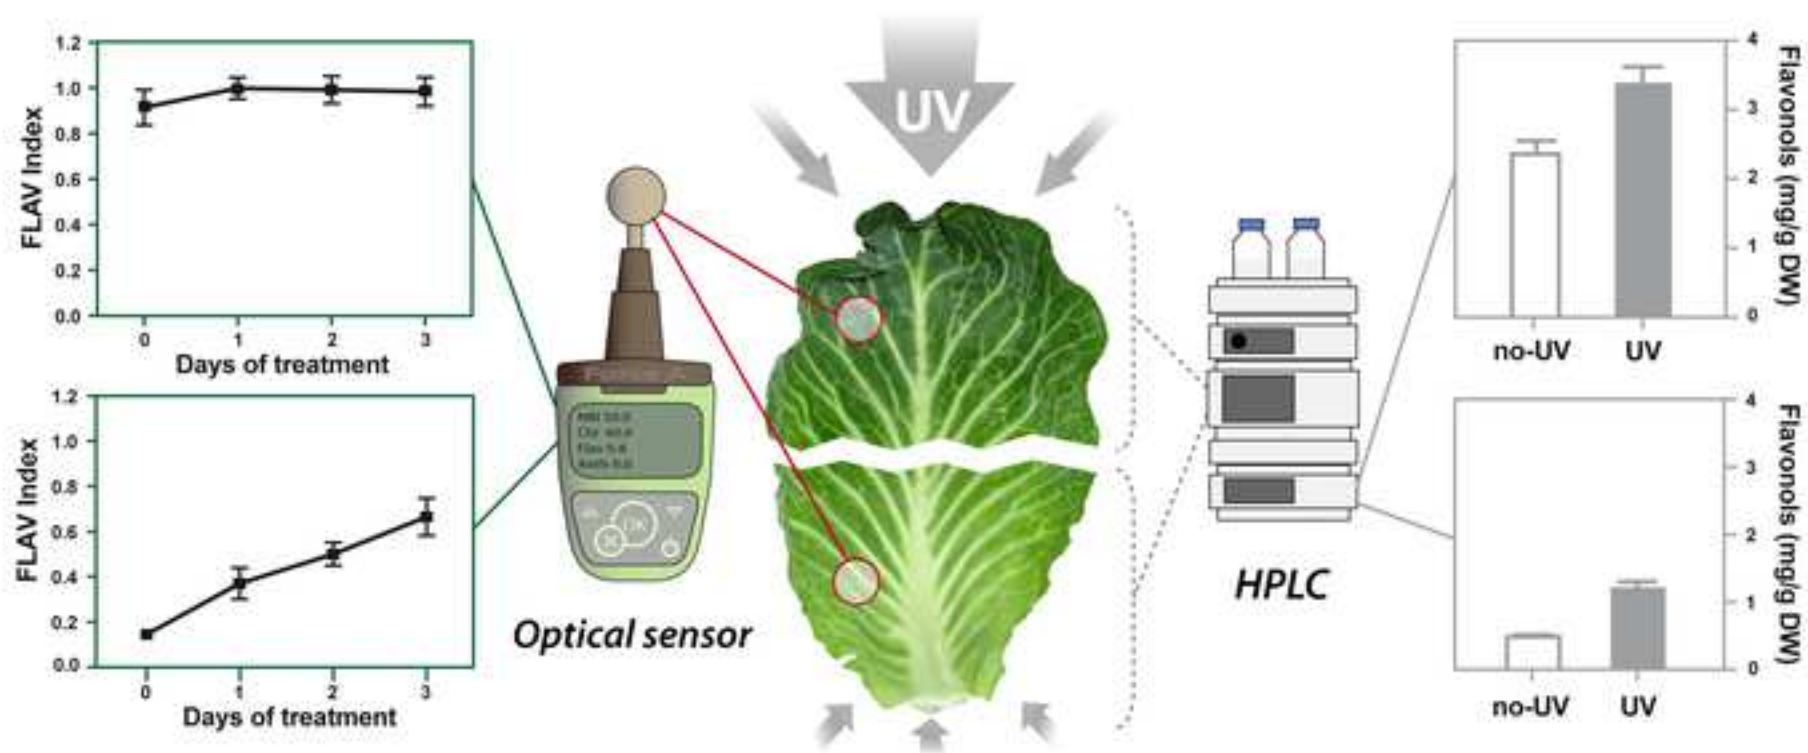 1.2
1.0
0.8
0.6
0.4
0.2
0.0
FLAV Index
0
1
2
3
Days of treatment
1.2
1.0
0.8
0.6
0.4
0.2
0.0
FLAV Index
0
1
2
3
Days of treatment
OK
Optical sensor
UV
HPLC
4
3
2
1
0
Flavonols (mg/g DW)
no-UV
UV
4
3
2
1
0
Flavonols (mg/g DW)
no-UV
UV